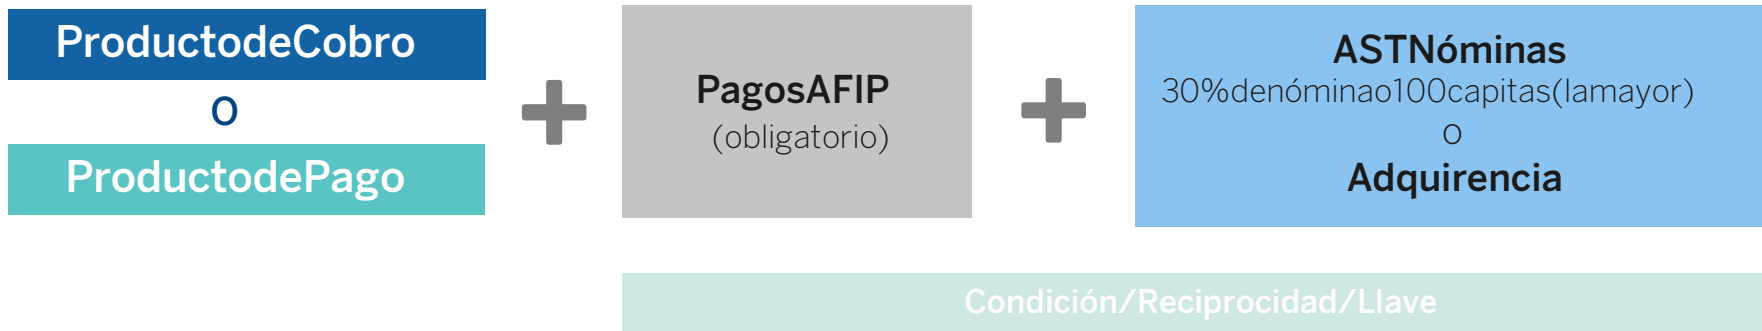 ProductodeCobro
O
ProductodePago
PagosAFIP
(obligatorio)
ASTNóminas
30%denóminao100capitas(lamayor)
o
Adquirencia
Condición/Reciprocidad/Llave